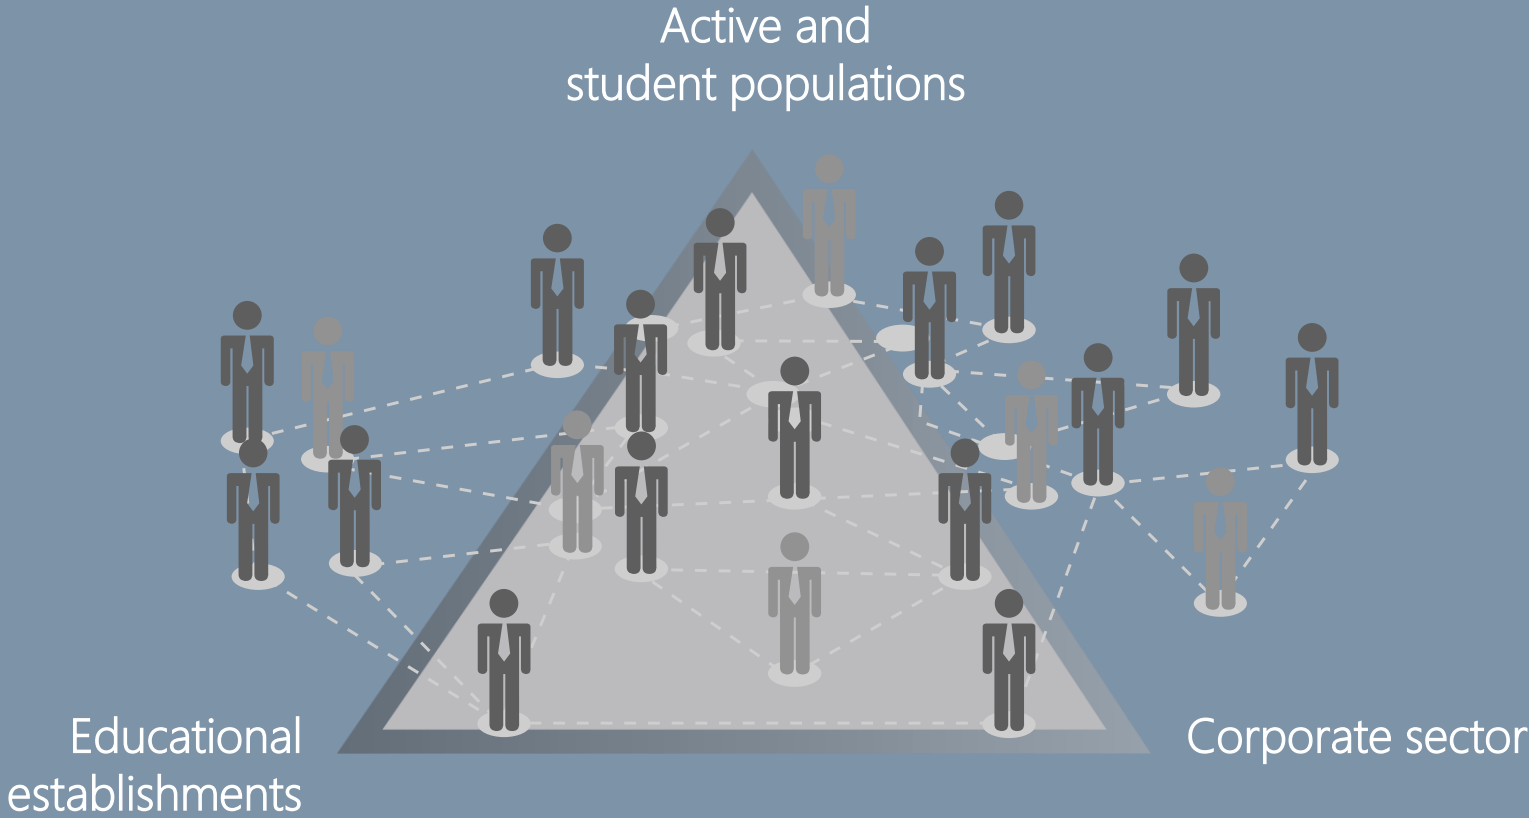 Active and
student populations
Educational
establishments
Corporate sector